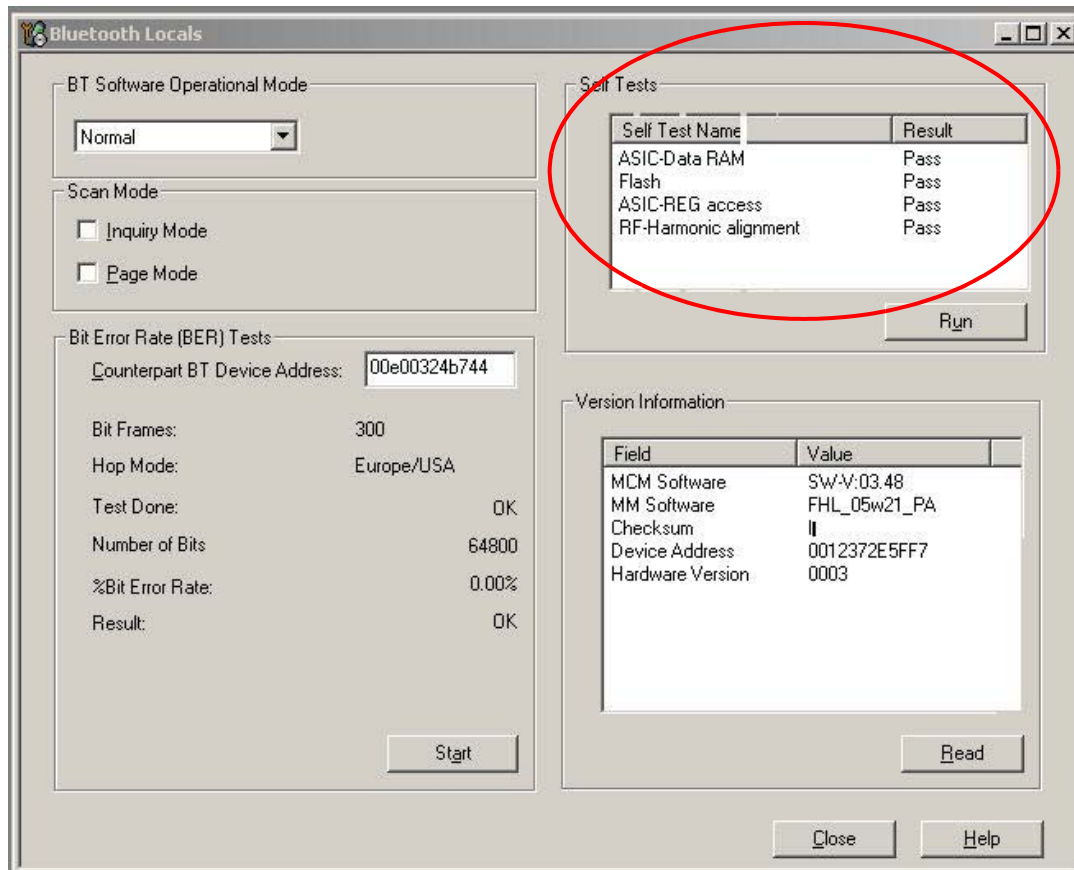 Bluetooth Locals
BT Software Operational Mode
Normal
Scan Mode
Inquiry Mode
Page Mode
Bit Error Rate (BER) Tests
Counterpart BT Device Address: 00e00324b744
Bit Frames: 300
Hop Mode: Europe/USA
Test Done: OK
Number of Bits 64800
%Bit Error Rate: 0.00%
Result: OK
Start
Self Tests
Self Test Name Result
ASIC-Data RAM Pass
Flash Pass
ASIC-REG access Pass
RF-Harmonic alignment Pass
Run
Version Information
Field Value
MCM Software SW-V:03.48
MM Software FHL_05w21_PA
Checksum
Device Address 0012372E5FF7
Hardware Version 0003
Read
Close Help